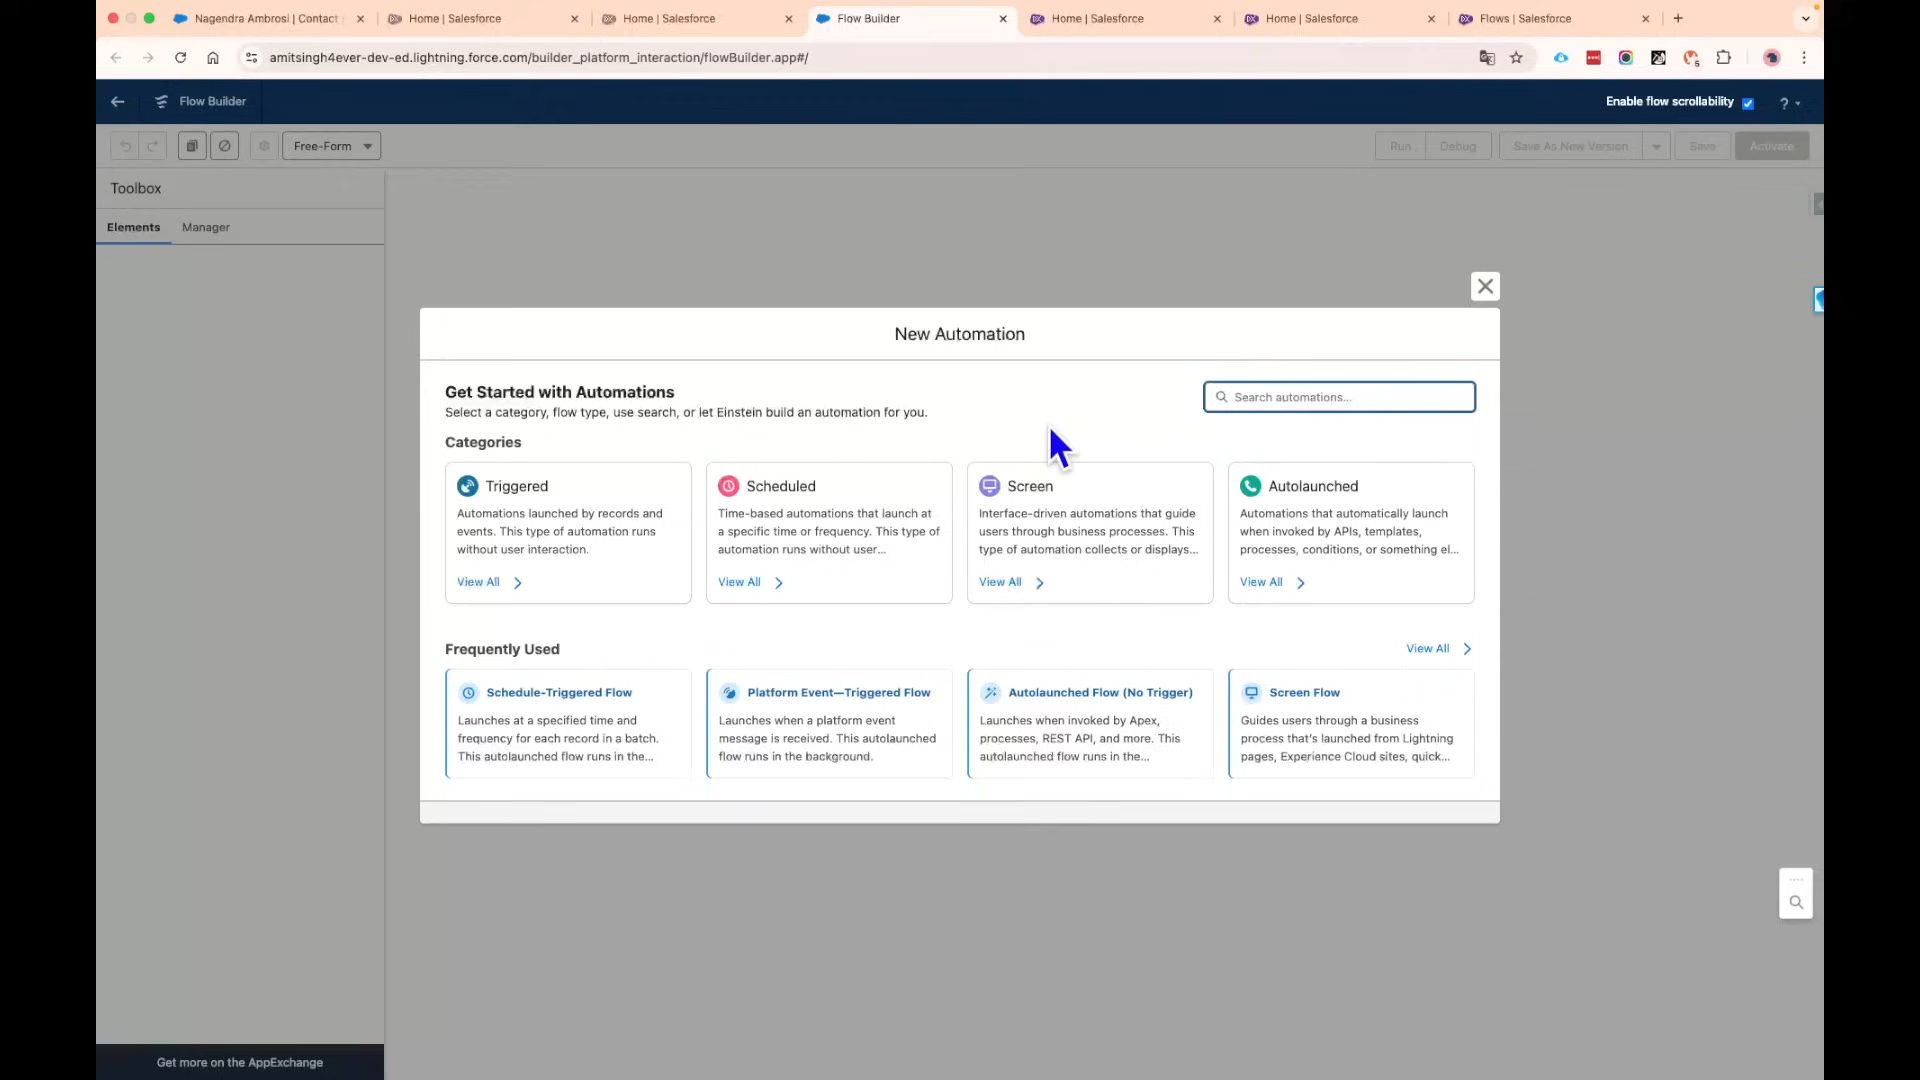 Nagendra Ambrosi | Contact
Home | Salesforce
Home | Salesforce
Flow Builder
Home | Salesforce
Home | Salesforce
Flows | Salesforce
amitsingh4ever-dev-ed.lightning.force.com/builder_platform_interaction/flowBuilder.app#/
5
Flow Builder
Enable flow scrollability
?
Free-Form
Run
Debug
Save As New Version
Save
Activate
Toolbox
Elements
Manager
New Automation
Get Started with Automations
Select a category, flow type, use search, or let Einstein build an automation for you.
Search automations...
Categories
Triggered
Automations launched by records and
events. This type of automation runs
without user interaction.
View All
Scheduled
Time-based automations that launch at
a specific time or frequency. This type of
automation runs without user...
View All
Screen
Interface-driven automations that guide
users through business processes. This
type of automation collects or displays...
View All
Autolaunched
Automations that automatically launch
when invoked by APIs, templates,
processes, conditions, or something el...
View All
Frequently Used
View All
Schedule-Triggered Flow
Launches at a specified time and
frequency for each record in a batch.
This autolaunched flow runs in the...
Platform Event—Triggered Flow
Launches when a platform event
message is received. This autolaunched
flow runs in the background.
Autolaunched Flow (No Trigger)
Launches when invoked by Apex,
processes, REST API, and more. This
autolaunched flow runs in the...
Screen Flow
Guides users through a business
process that's launched from Lightning
pages, Experience Cloud sites, quick...
Get more on the AppExchange